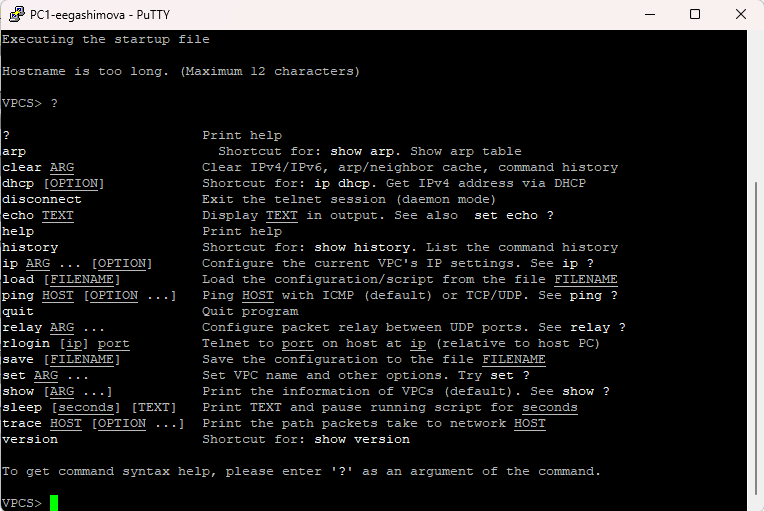 PC1-eegashimova - PuTTY
Executing the startup file
Hostname is too long. (Maximum 12 characters)
VPCS> ?
? Print help
arp Shortcut for: show arp. Show arp table
clear ARG Clear IPv4/IPv6, arp/neighbor cache, command history
dhcp [OPTION] Shortcut for: ip dhcp. Get IPv4 address via DHCP
disconnect Exit the telnet session (daemon mode)
echo TEXT Display TEXT in output. See also set echo ?
help Print help
history Shortcut for: show history. List the command history
ip ARG ... [OPTION] Configure the current VPC's IP settings. See ip ?
load [FILENAME] Load the configuration/script from the file FILENAME
ping HOST [OPTION ...] Ping HOST with ICMP (default) or TCP/UDP. See ping ?
quit Quit program
relay ARG ... Configure packet relay between UDP ports. See relay ?
rlogin [ip] port Telnet to port on host at ip (relative to host PC)
save [FILENAME] Save the configuration to the file FILENAME
set ARG ... Set VPC name and other options. Try set ?
show [ARG ...] Print the information of VPCs (default). See show ?
sleep [seconds] [TEXT] Print TEXT and pause running script for seconds
trace HOST [OPTION ...] Print the path packets take to network HOST
version Shortcut for: show version
To get command syntax help, please enter '?' as an argument of the command.
VPCS>